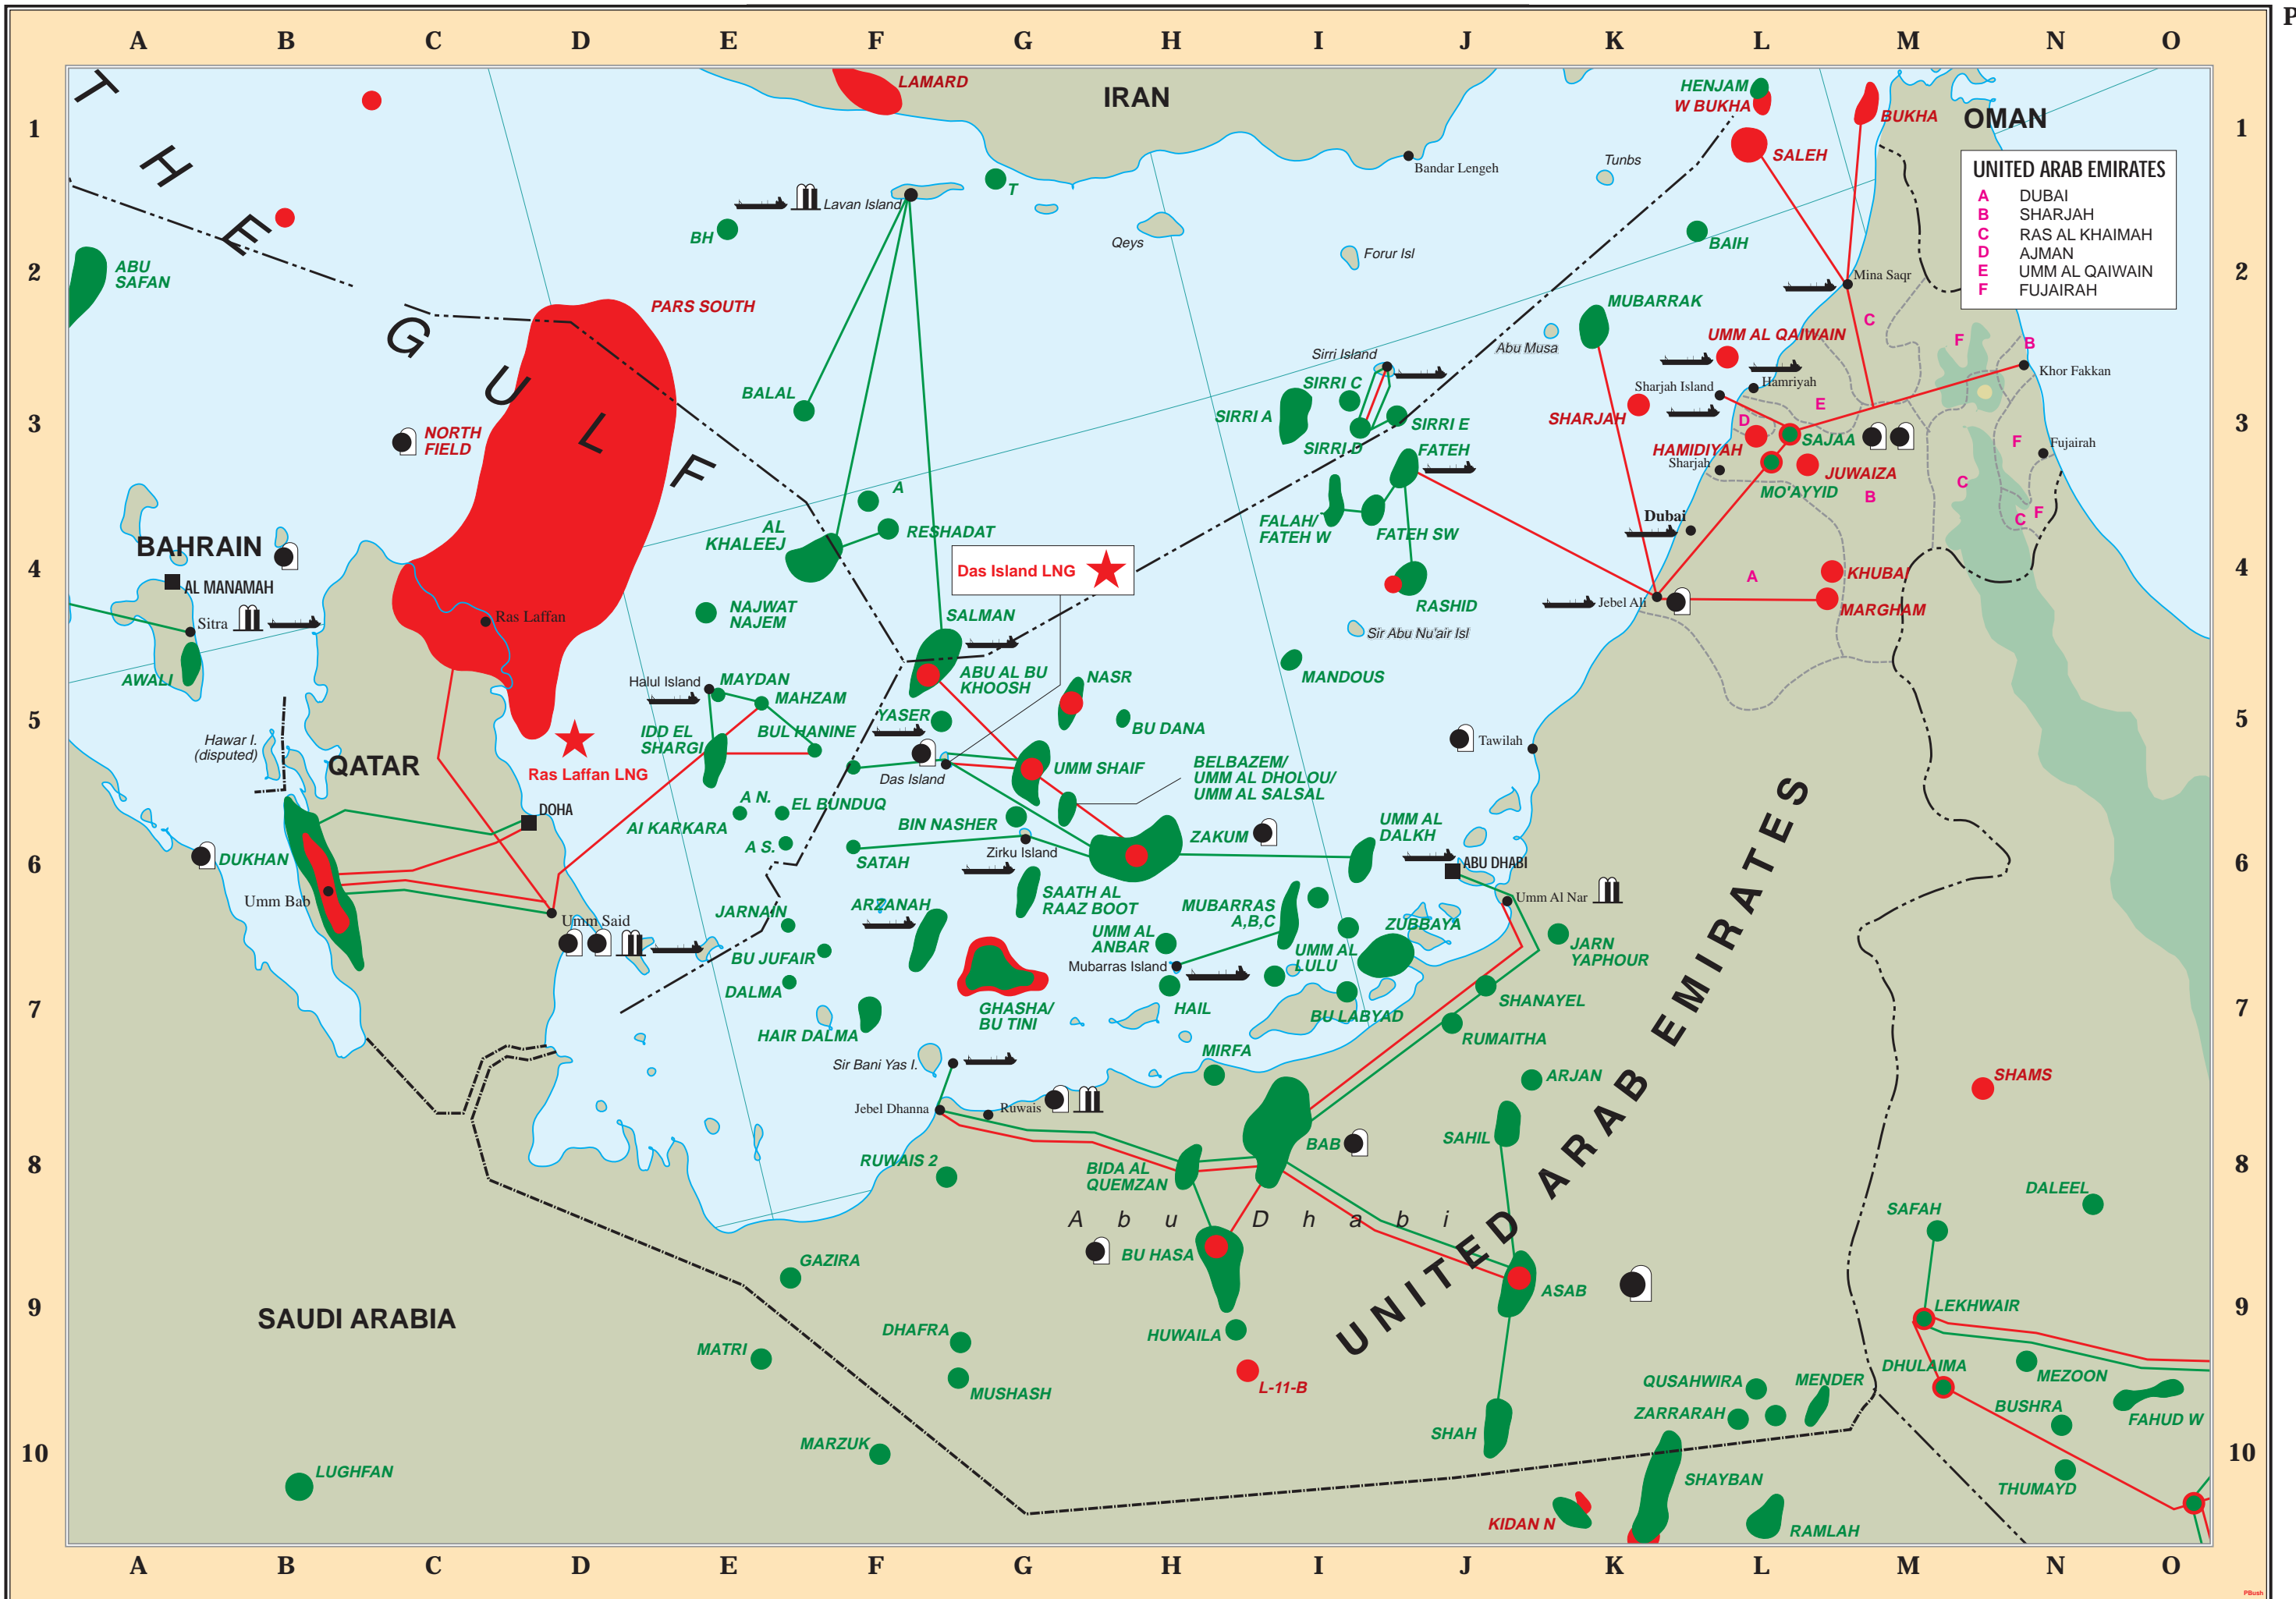 P
A B C D E F G H I J K L M N O
1
2
3
4
5
6
7
8
9
10
1
2
3
4
5
6
7
8
9
10
THE GULF
LAMARD
IRAN
HENJAM
W BUKHA
BUKHA
OMAN
SALEH
UNITED ARAB EMIRATES
A DUBAI
B SHARJAH
C RAS AL KHAIMAH
D AJMAN
E UMM AL QAIWAIN
F FUJAIRAH
Bandar Lengeh
Tunbs
T
Lavan Island
BH
Qeys
Forur Isl
BAIH
ABU
SAFAN
Mina Saqr
PARS SOUTH
MUBARRAK
C
UMM AL QAIWAIN
F
B
Abu Musa
Sirri Island
Khor Fakkan
Hamriyah
Sharjah Island
SIRRI C
BALAL
SIRRI A
SIRRI E
SHARJAH
E
D
NORTH
FIELD
SIRRI D
SAJAA
HAMIDIYAH
F
Fujairah
FATEH
Sharjah
JUWAIZA
MO'AYYID
B
C
A
C
F
RESHADAT
AL
KHALEEJ
FALAH/
FATEH W
FATEH SW
Dubai
BAHRAIN
Das Island LNG
KHUBAI
A
AL MANAMAH
Jebel Ali
MARGHAM
RASHID
NAJWAT
NAJEM
SALMAN
Ras Laffan
Sitra
Sir Abu Nu'air Isl
AWALI
ABU AL BU
KHOOSH
NASR
MANDOUS
Halul Island
MAYDAN
MAHZAM
YASER
BU DANA
IDD EL
SHARGI
BUL HANINE
Hawar I.
(disputed)
QATAR
Ras Laffan LNG
Tawilah
Das Island
UMM SHAIF
BELBAZEM/
UMM AL DHOLOU/
UMM AL SALSAL
DOHA
A N.
EL BUNDUQ
Al KARKARA
BIN NASHER
ZAKUM
UMM AL
DALKH
A S.
DUKHAN
SATAH
Zirku Island
ABU DHABI
Umm Bab
SAATH AL
RAAZ BOOT
Umm Al Nar
ARZANAH
MUBARRAS
A,B,C
JARNAIN
Umm Said
ZUBBAYA
UMM AL
ANBAR
JARN
YAPHOUR
BU JUFAIR
UMM AL
LULU
Mubarras Island
DALMA
GHASHA/
BU TINI
HAIL
BU LABYAD
SHANAYEL
HAIR DALMA
RUMAITHA
MIRFA
Sir Bani Yas I.
ARJAN
SHAMS
Jebel Dhanna
Ruwais
BAB
SAHIL
RUWAIS 2
BIDA AL
QUEMZAN
DALEEL
SAFAH
Abu Dhabi
UNITED ARAB EMIRATES
BU HASA
GAZIRA
ASAB
SAUDI ARABIA
LEKHWAIR
DHAFRA
HUWAILA
MATRI
DHULAIMA
MEZOON
L-11-B
MUSHASH
QUSAHWIRA
MENDER
ZARRARAH
BUSHRA
FAHUD W
SHAH
MARZUK
LUGHFAN
SHAYBAN
THUMAYD
KIDAN N
RAMLAH
A B C D E F G H I J K L M N O
PBush